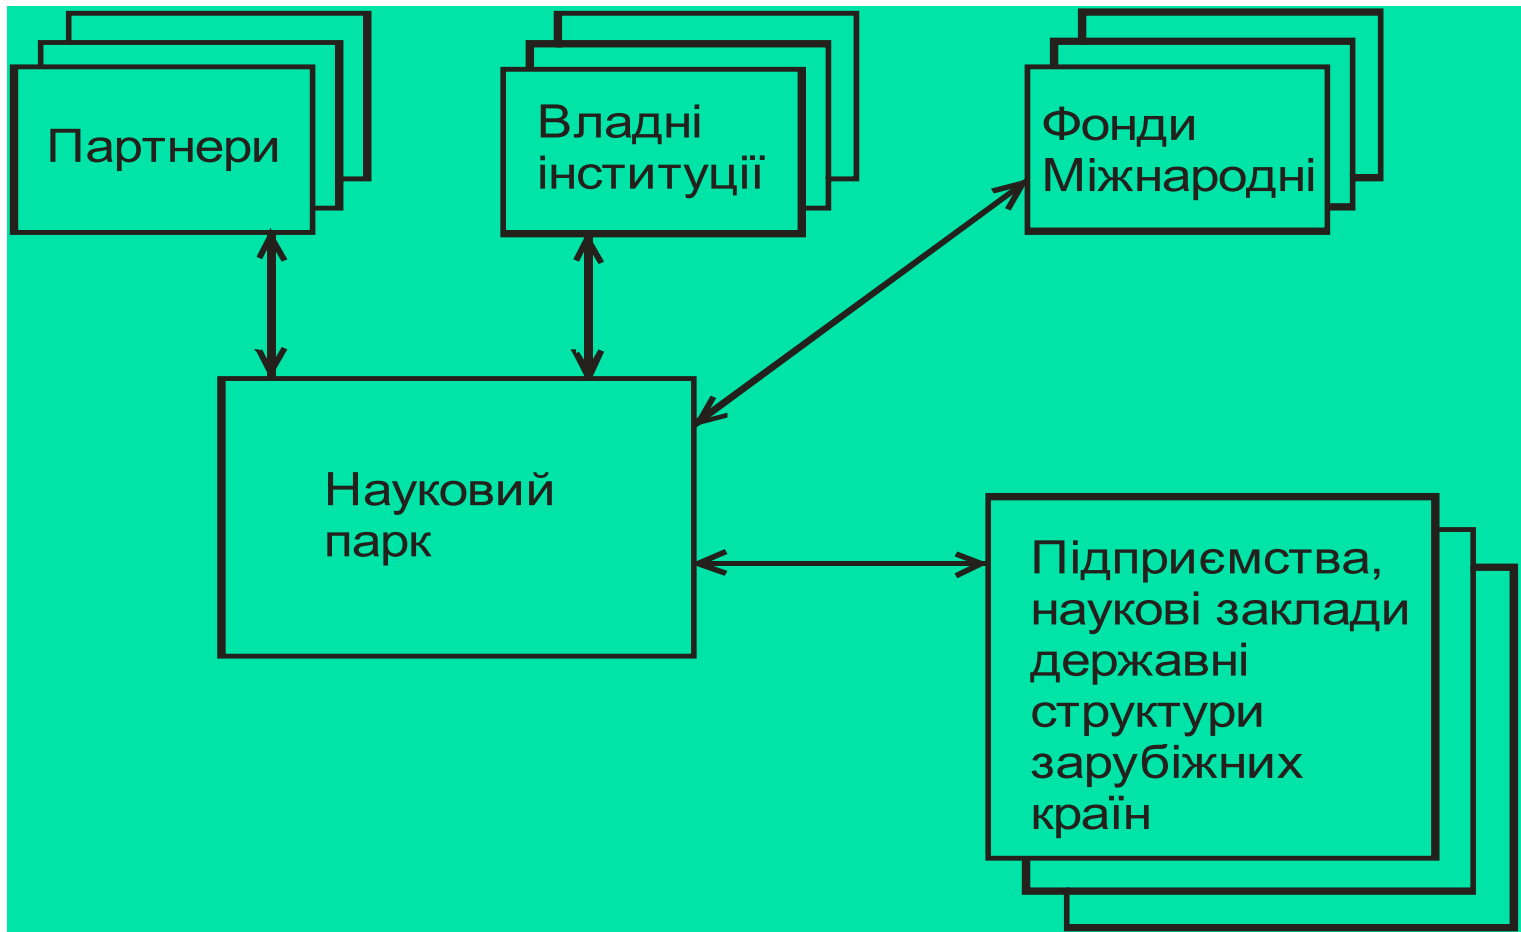 Партнери
Владні
інституції
Фонди
Міжнародні
Науковий
парк
Підприємства,
наукові заклади
державні
структури
зарубіжних
країн